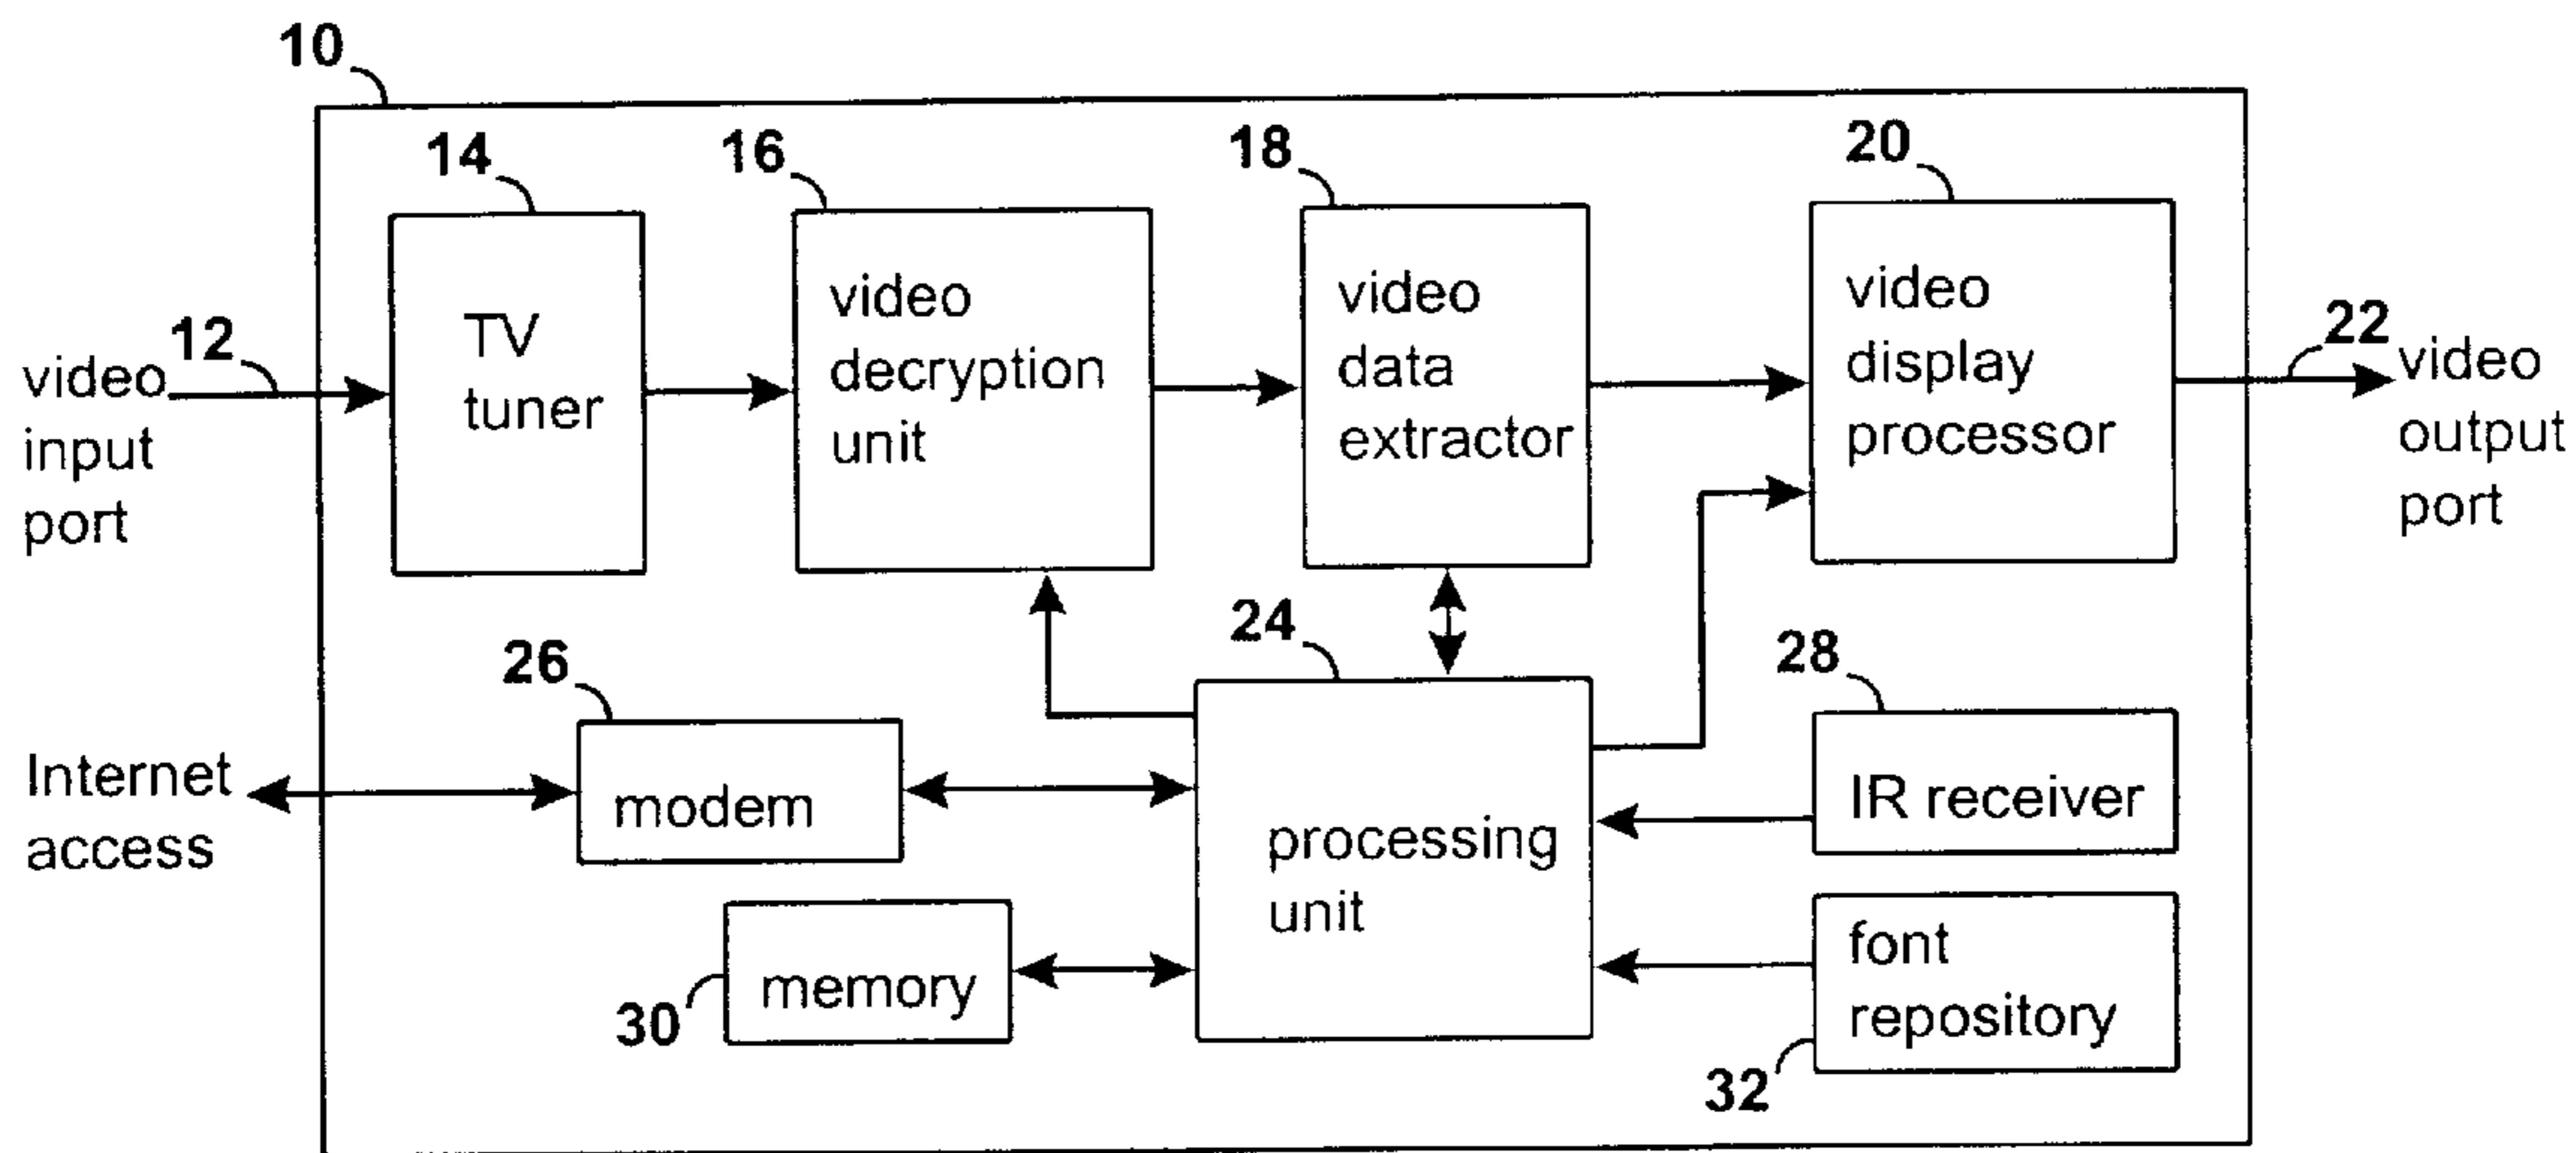 10
14
16
18
20
TV
tuner
video
decryption
unit
video
data
extractor
video
display
processor
12
video
input
port
22
video
output
port
24
26
28
Internet
access
modem
processing
unit
IR receiver
30
memory
font
repository
32